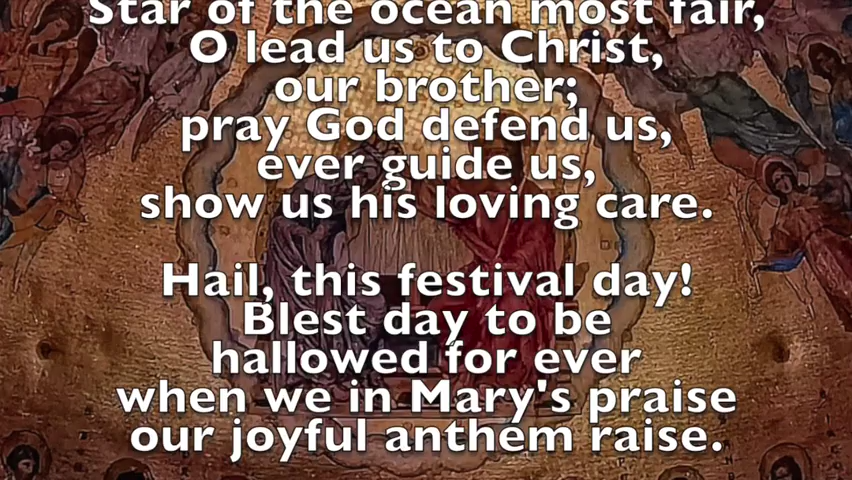 Star of the ocean most fair,
O lead us to Christ,
our brother;
pray God defend us,
ever guide us,
show us his loving care.
Hail, this festival day!
Blest day to be
hallowed for ever
when we in Mary's praise
our joyful anthem raise.